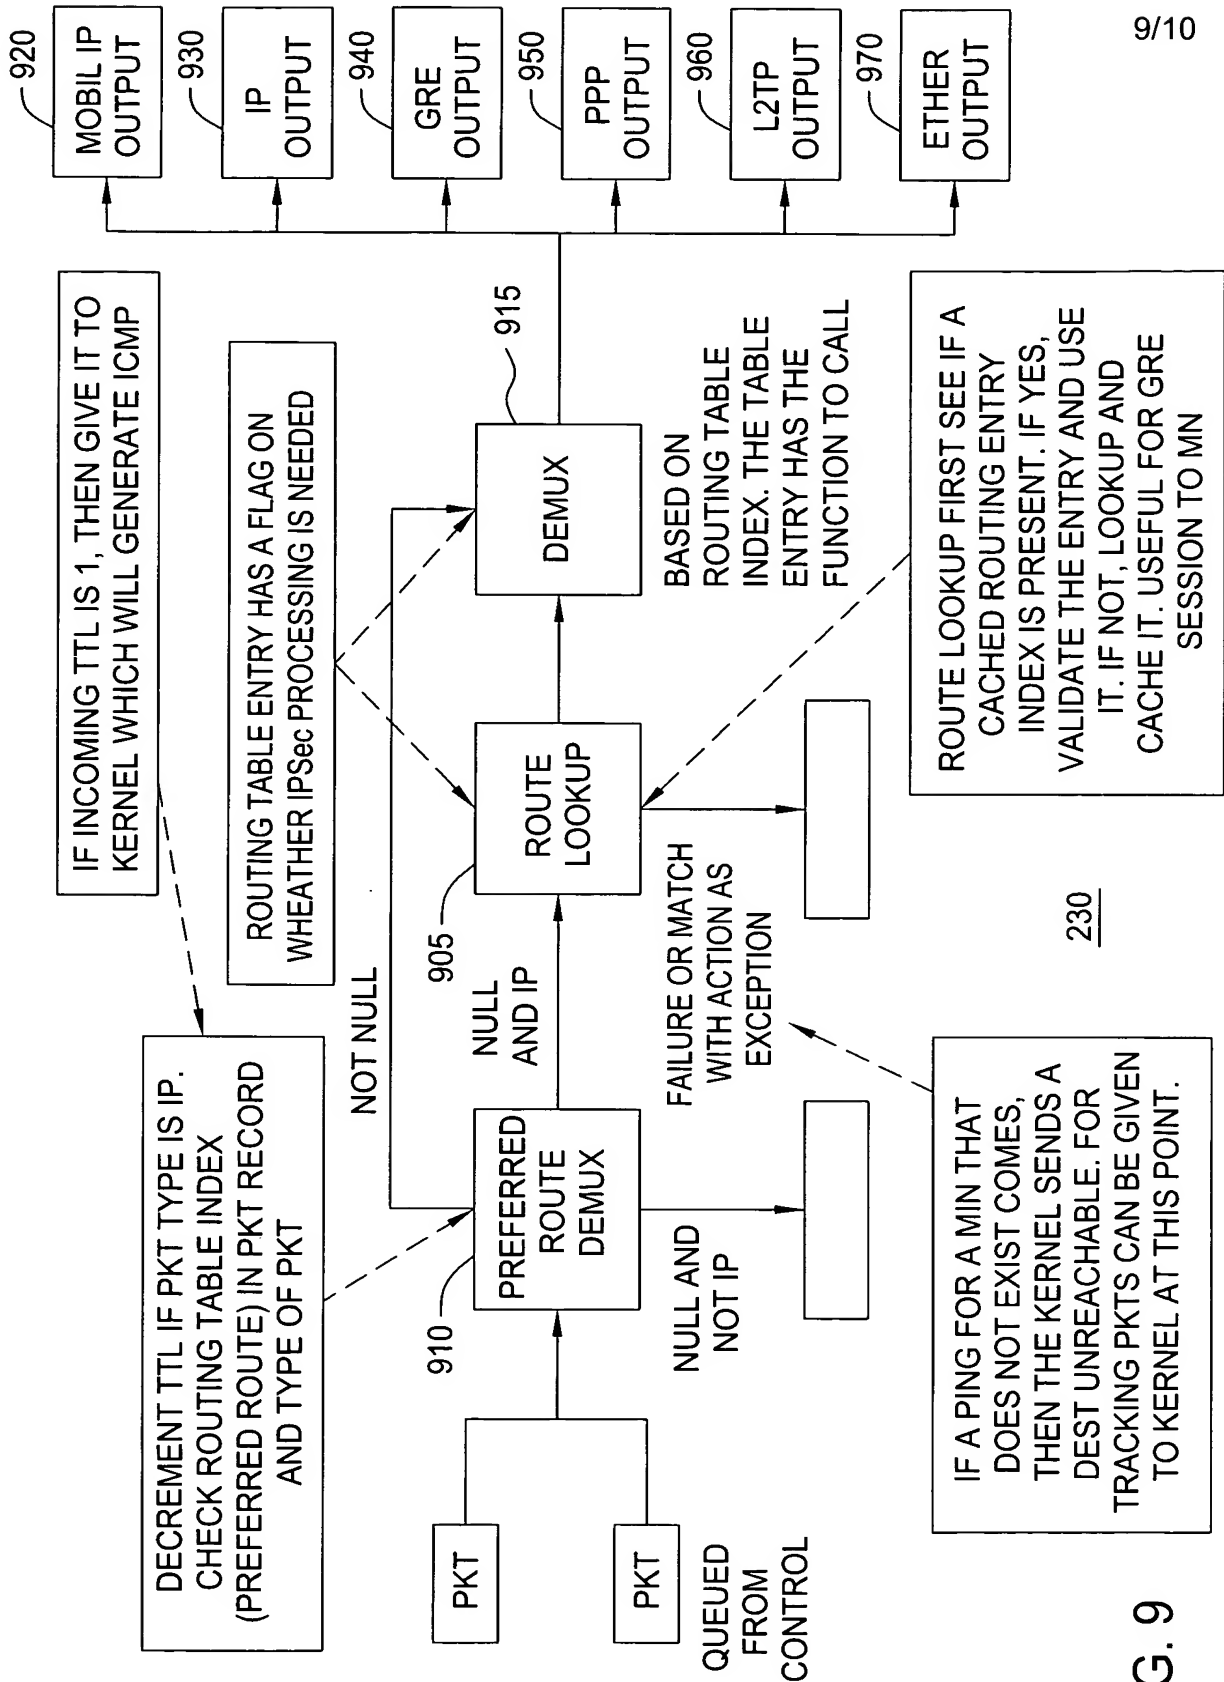 9/10
IF INCOMING TTL IS 1, THEN GIVE IT TO
KERNEL WHICH WILL GENERATE ICMP
ROUTING TABLE ENTRY HAS A FLAG ON
WHEATHER IPSec PROCESSING IS NEEDED
DECREMENT TTL IF PKT TYPE IS IP.
CHECK ROUTING TABLE INDEX
(PREFERRED ROUTE) IN PKT RECORD
AND TYPE OF PKT
NOT NULL
PKT
PKT
QUEUED
FROM
CONTROL
910
PREFERRED
ROUTE
DEMUX
NULL AND
NOT IP
NULL
AND IP
905
ROUTE
LOOKUP
FAILURE OR MATCH
WITH ACTION AS
EXCEPTION
915
DEMUX
BASED ON
ROUTING TABLE
INDEX. THE TABLE
ENTRY HAS THE
FUNCTION TO CALL
920
MOBIL IP
OUTPUT
930
IP
OUTPUT
940
GRE
OUTPUT
950
PPP
OUTPUT
960
L2TP
OUTPUT
970
ETHER
OUTPUT
IF A PING FOR A MIN THAT
DOES NOT EXIST COMES,
THEN THE KERNEL SENDS A
DEST UNREACHABLE. FOR
TRACKING PKTS CAN BE GIVEN
TO KERNEL AT THIS POINT.
ROUTE LOOKUP FIRST SEE IF A
CACHED ROUTING ENTRY
INDEX IS PRESENT. IF YES,
VALIDATE THE ENTRY AND USE
IT. IF NOT, LOOKUP AND
CACHE IT. USEFUL FOR GRE
SESSION TO MN
230
G. 9